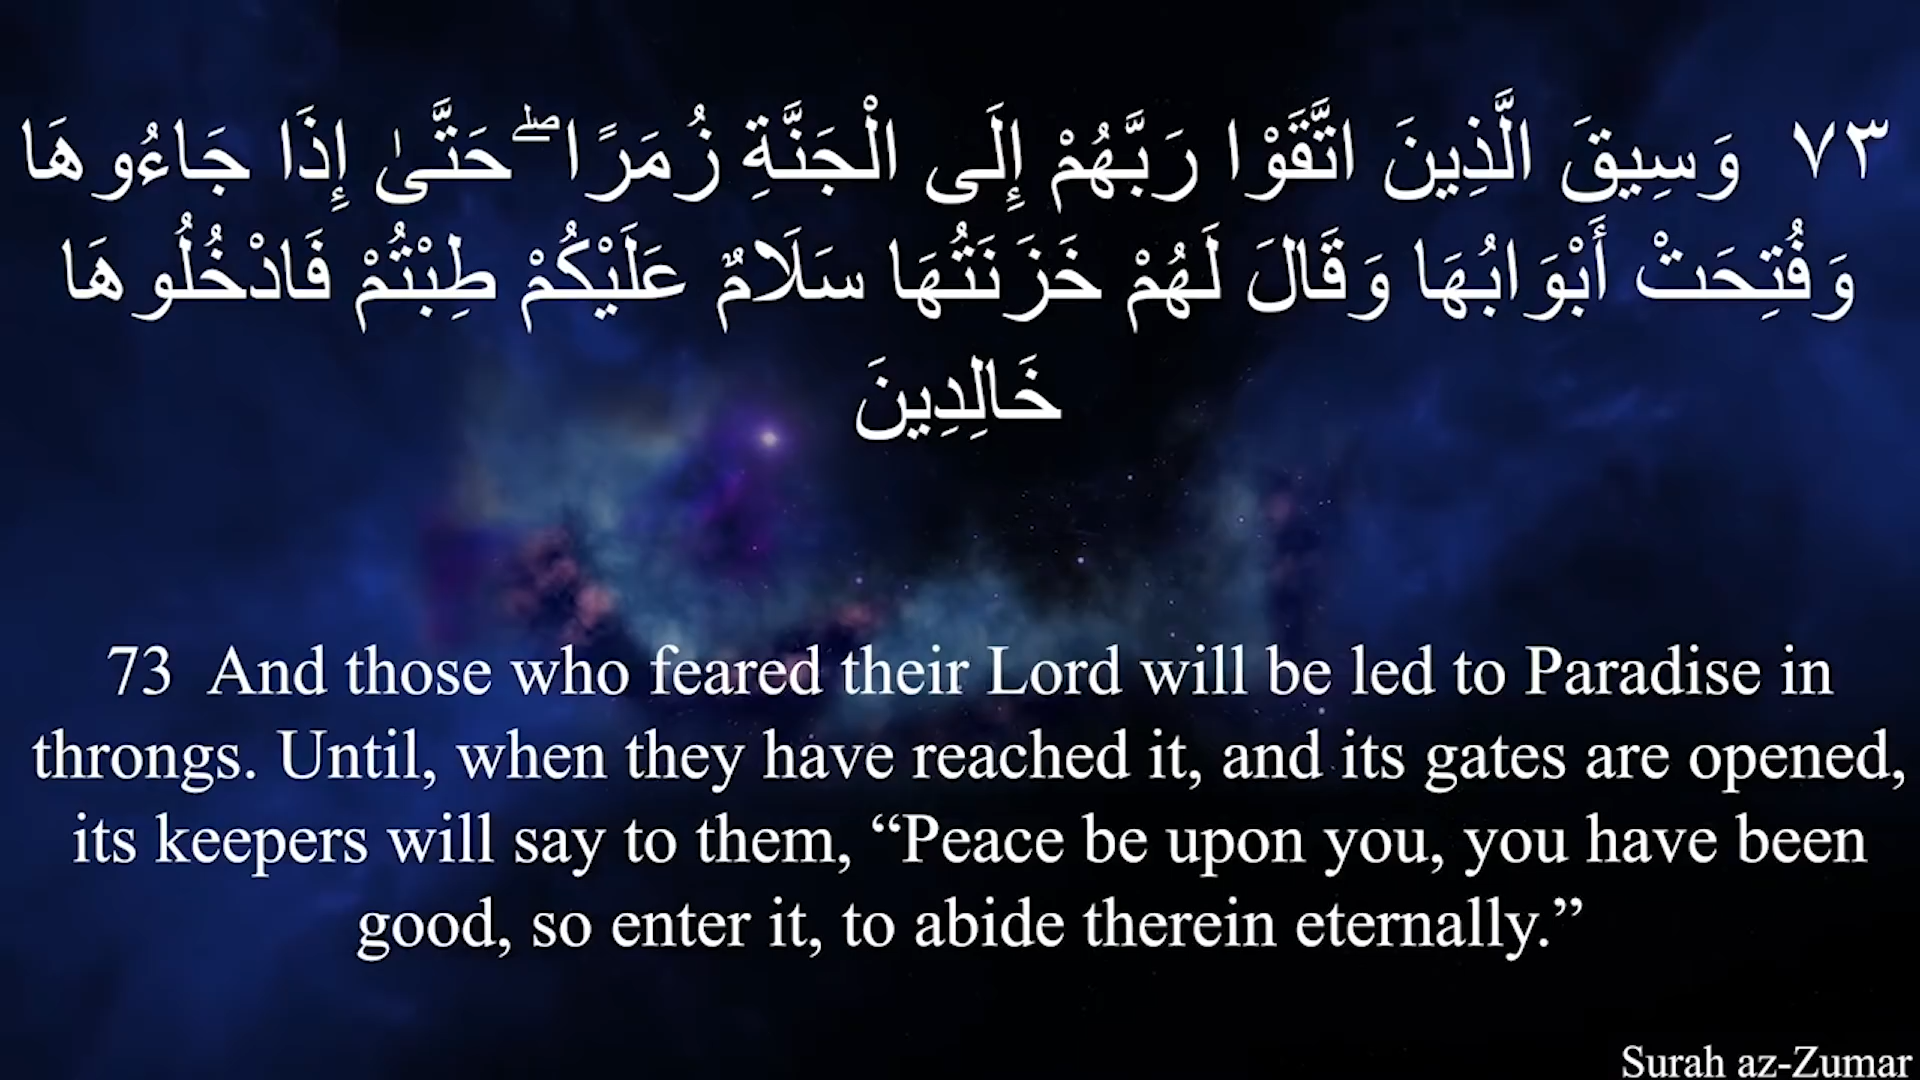 ٧٣ وَسِيقَ الَّذِينَ اتَّقَوْا رَبَّهُمْ إِلَى الْجَنَّةِ زُمَرًا ۖ حَتَّىٰ إِذَا جَاءُوهَا
وَفُتِحَتْ أَبْوَابُهَا وَقَالَ لَهُمْ خَزَنَتُهَا سَلَامٌ عَلَيْكُمْ طِبْتُمْ فَادْخُلُوهَا
خَالِدِينَ
73 And those who feared their Lord will be led to Paradise in
throngs. Until, when they have reached it, and its gates are opened,
its keepers will say to them, “Peace be upon you, you have been
good, so enter it, to abide therein eternally.”
Surah az-Zumar